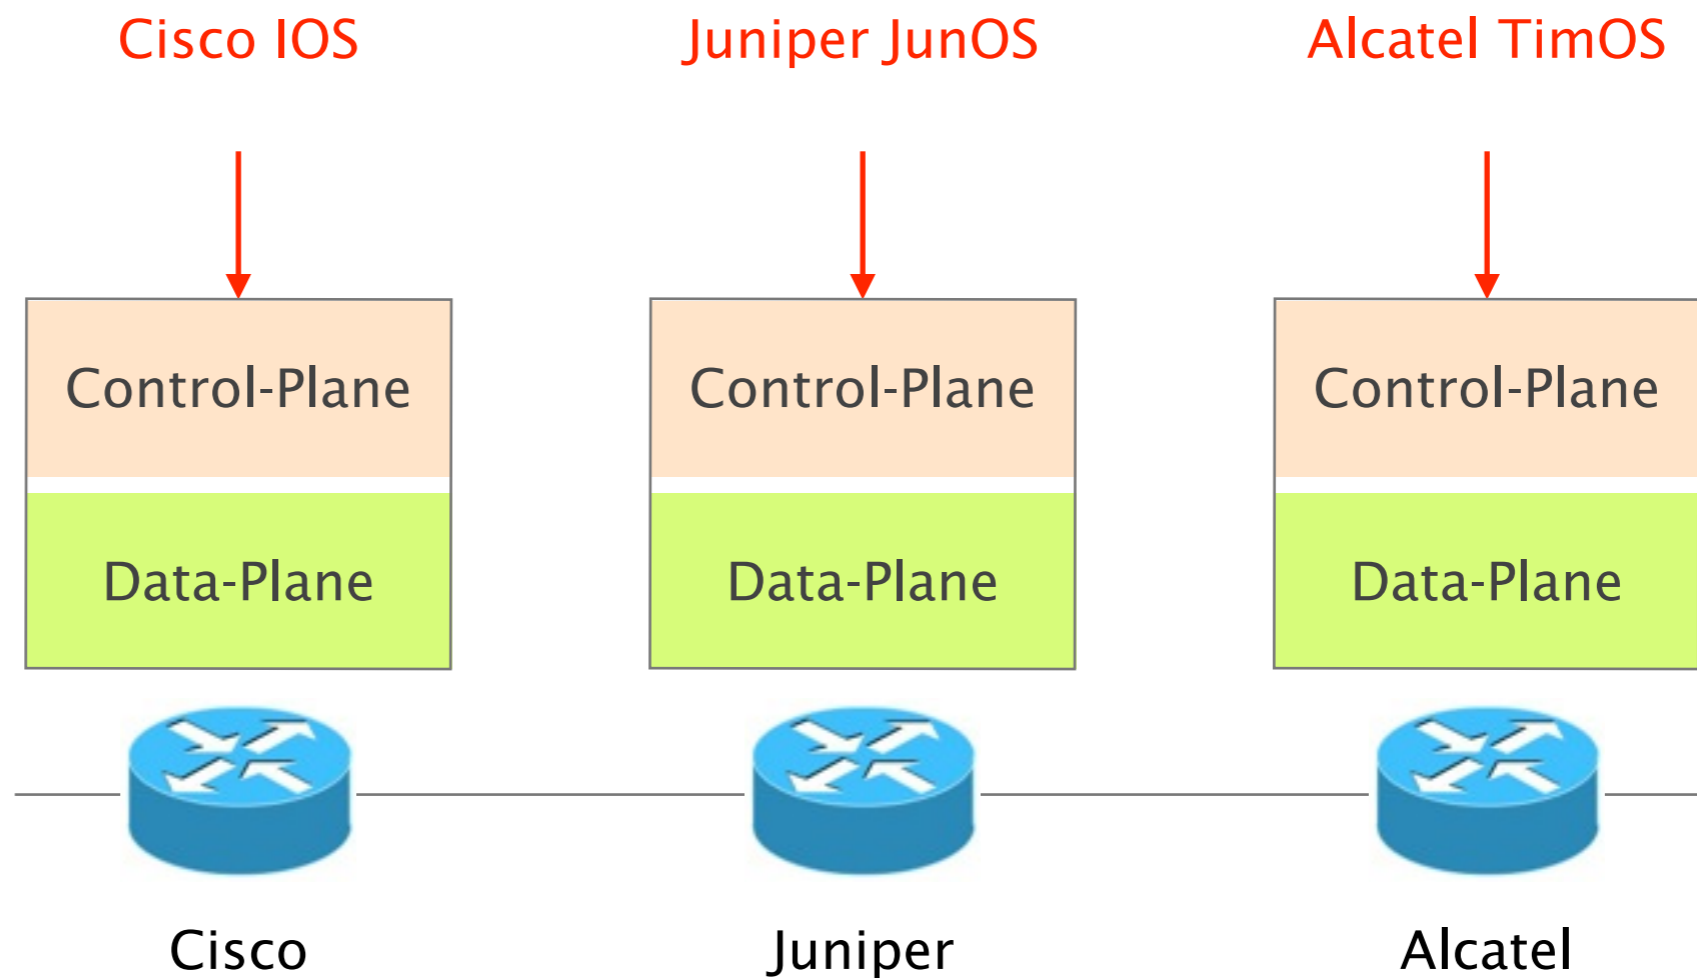 Cisco IOS
Juniper JunOS
Alcatel TimOS
Control-Plane
Control-Plane
Control-Plane
Data-Plane
Data-Plane
Data-Plane
Cisco
Juniper
Alcatel